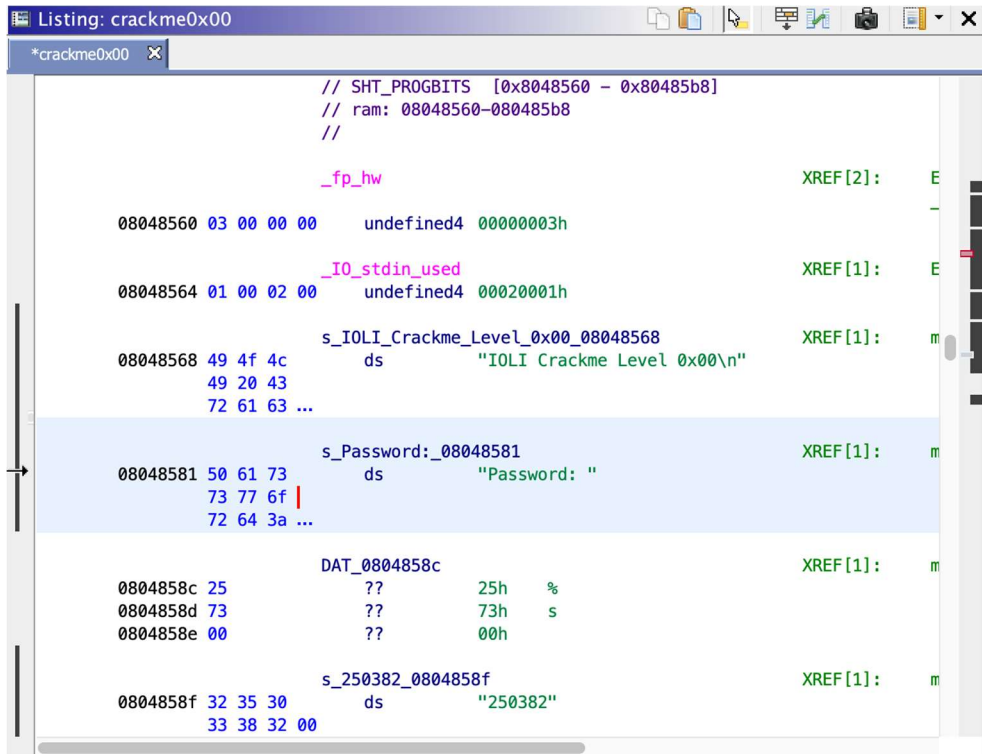 Listing: crackme0x00
*crackme0x00
// SHT_PROGBITS [0x8048560 - 0x80485b8]
// ram: 08048560-080485b8
//
_fp_hw XREF[2]: E
08048560 03 00 00 00 undefined4 00000003h
_IO_stdin_used XREF[1]: E
08048564 01 00 02 00 undefined4 00020001h
s_IOLI_Crackme_Level_0x00_08048568 XREF[1]: m
08048568 49 4f 4c ds "IOLI Crackme Level 0x00\n"
49 20 43
72 61 63 ...
s_Password:_08048581 XREF[1]: m
08048581 50 61 73 ds "Password: "
73 77 6f
72 64 3a ...
DAT_0804858c XREF[1]: m
0804858c 25 ?? 25h %
0804858d 73 ?? 73h s
0804858e 00 ?? 00h
s_250382_0804858f XREF[1]: m
0804858f 32 35 30 ds "250382"
33 38 32 00